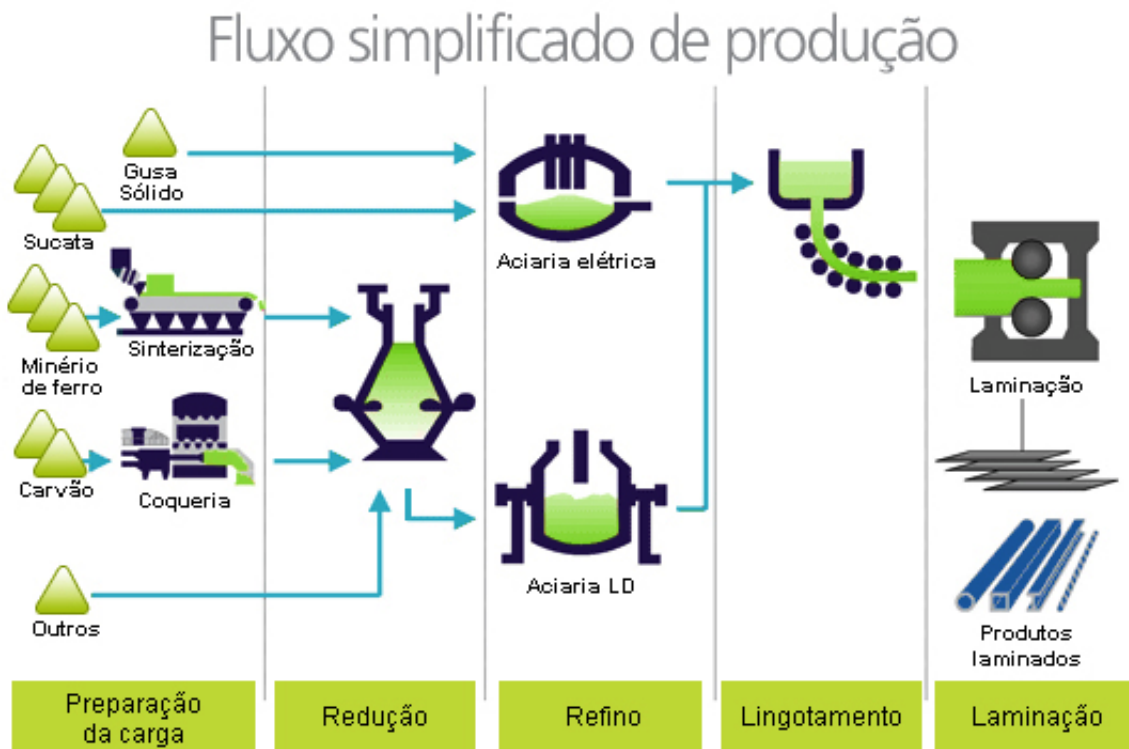 Fluxo simplificado de produção
Gusa
Sólido
Sucata
Aciaria elétrica
Sinterização
Minério
de ferro
Laminação
Carvão
Coqueria
Aciaria LD
Outros
Produtos
laminados
Preparação
da carga
Redução
Refino
Lingotamento
Laminação